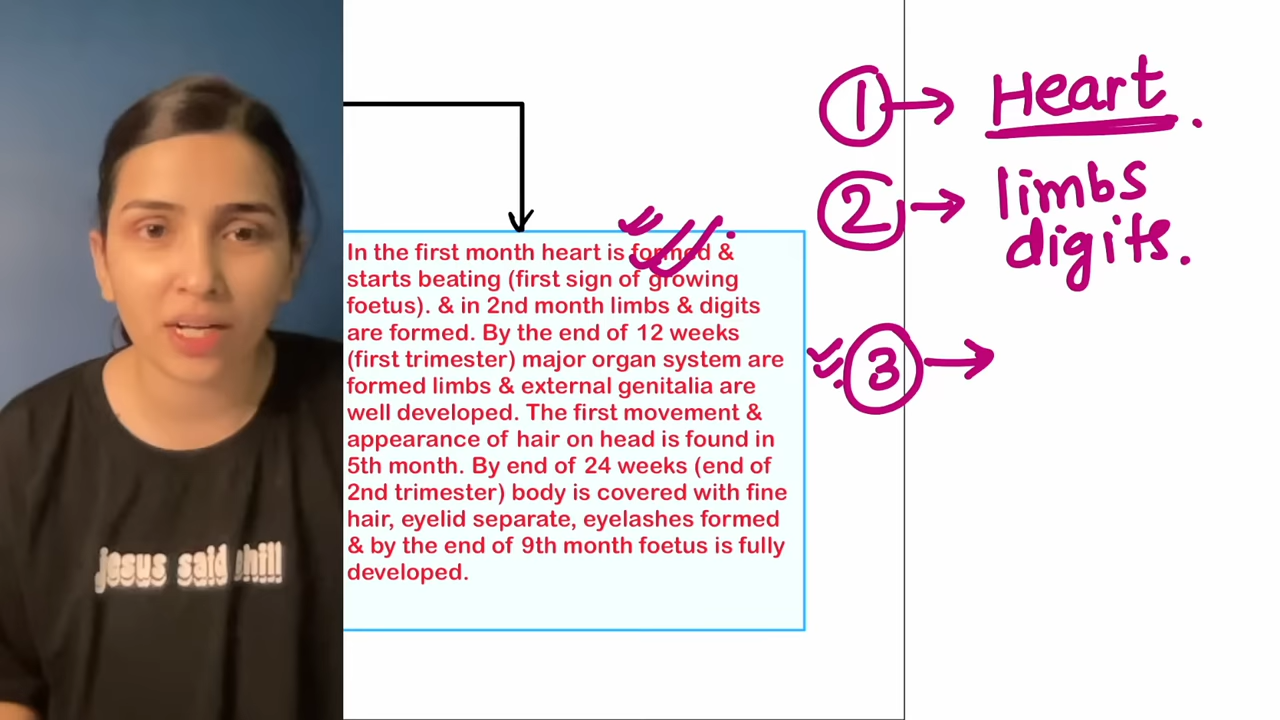 In the first month heart is formed &
starts beating (first sign of growing
foetus). & in 2nd month limbs & digits
are formed. By the end of 12 weeks
(first trimester) major organ system are
formed limbs & external genitalia are
well developed. The first movement &
appearance of hair on head is found in
5th month. By end of 24 weeks (end of
2nd trimester) body is covered with fine
hair, eyelid separate, eyelashes formed
& by the end of 9th month foetus is fully
developed.
1 → Heart.
2 → limbs
digits.
3 →
jesus said chill